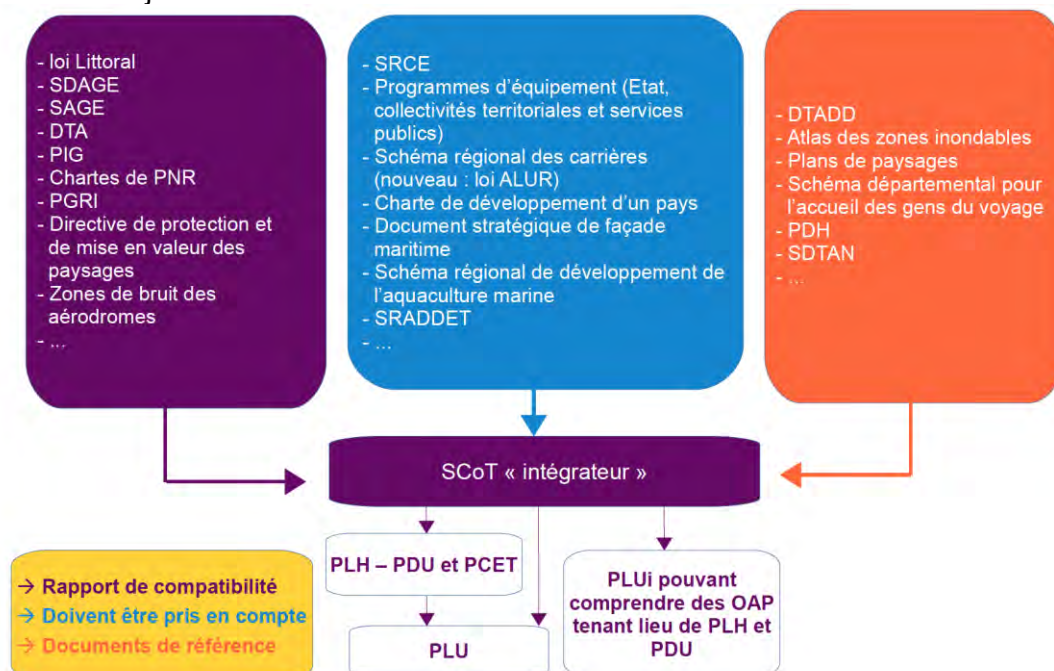 - loi Littoral
- SDAGE
- SAGE
- DTA
- PIG
- Chartes de PNR
- PGRI
- Directive de protection et
de mise en valeur des
paysages
- Zones de bruit des
aérodromes
- ...
- SRCE
- Programmes d'équipement (Etat,
collectivités territoriales et services
publics)
- Schéma régional des carrières
(nouveau : loi ALUR)
- Charte de développement d'un pays
- Document stratégique de façade
maritime
- Schéma régional de développement de
l'aquaculture marine
- SRADDET
- ...
- DTADD
- Atlas des zones inondables
- Plans de paysages
- Schéma départemental pour
l'accueil des gens du voyage
- PDH
- SDTAN
- ...
SCoT « intégrateur »
PLH – PDU et PCET
PLU
PLUi pouvant
comprendre des OAP
tenant lieu de PLH et
PDU
→ Rapport de compatibilité
→ Doivent être pris en compte
→ Documents de référence